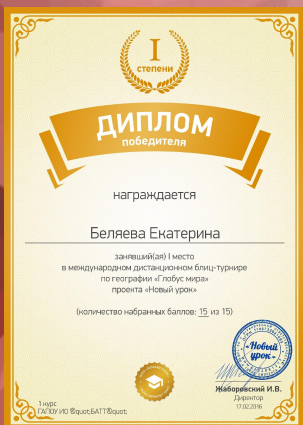 I
СТЕПЕНИ
ДИПЛОМ
победителя
награждается
Беляева Екатерина
занявший(ая) I место
в международном дистанционном блиц-турнире
по географии «Глобус мира»
проекта «Новый урок»
(количество набранных баллов: 15 из 15)
«Новый
урок»
Жаборовский И.В.
Директор
17.02.2016
1 курс
ГАПОУ ИО &quot;БАТТ&quot;